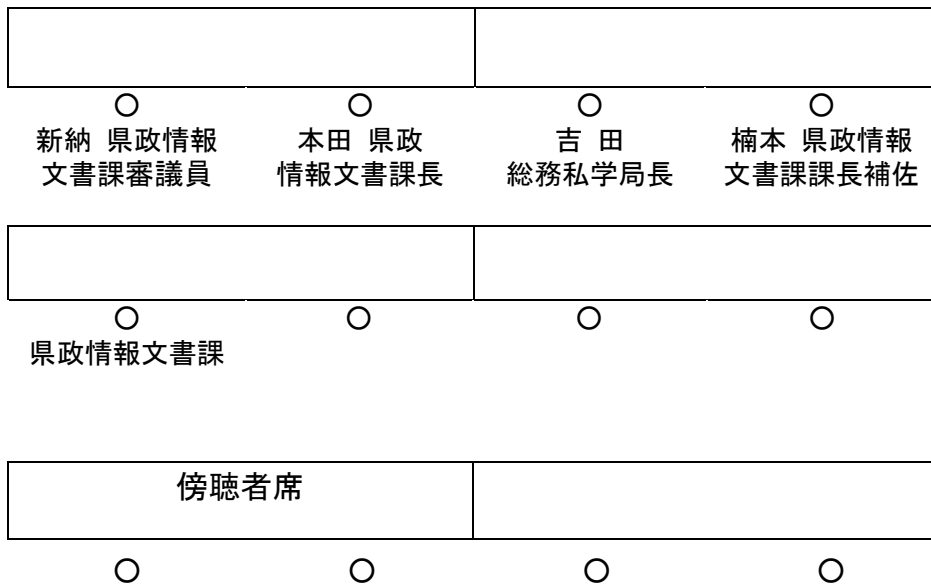 ○ ○ ○ ○
新納 県政情報 本田 県政 吉 田 楠本 県政情報
文書課審議員 情報文書課長 総務私学局長 文書課課長補佐
○ ○ ○ ○
県政情報文書課
傍聴者席
○ ○ ○ ○